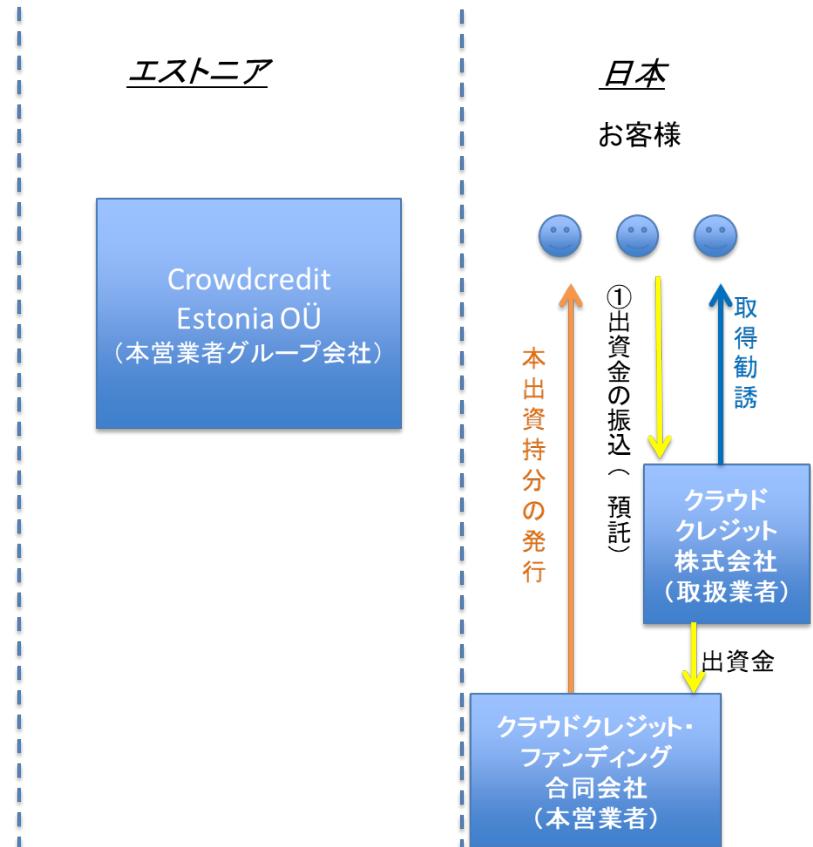 エストニア
日本
お客様
Crowdcredit
Estonia OÜ
（本営業者グループ会社）
本出資持分の発行
①出資金の振込（預託）
取得勧誘
クラウド
クレジット
株式会社
（取扱業者）
出資金
クラウドクレジット・
ファンディング
合同会社
（本営業者）